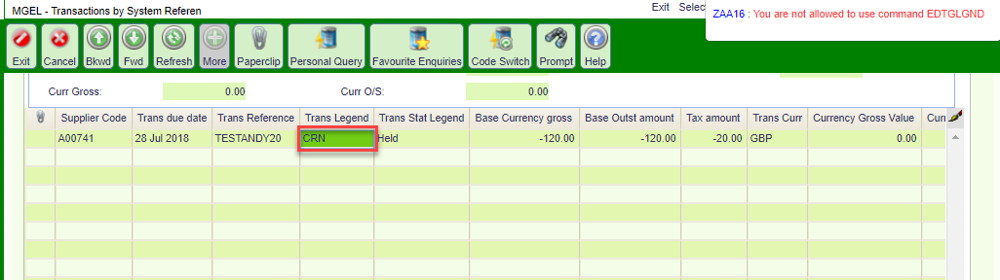 MGEL - Transactions by System Referen
Exit Selec
ZAA16 : You are not allowed to use command EDTGLGND
Exit Cancel Bkwd Fwd Refresh More Paperclip Personal Query Favourite Enquiries Code Switch Prompt Help
Curr Gross: 0.00 Curr O/S: 0.00
Supplier Code Trans due date Trans Reference Trans Legend Trans Stat Legend Base Currency gross Base Outst amount Tax amount Trans Curr Currency Gross Value Curr
A00741 28 Jul 2018 TESTANDY20 CRN Held -120.00 -120.00 -20.00 GBP 0.00